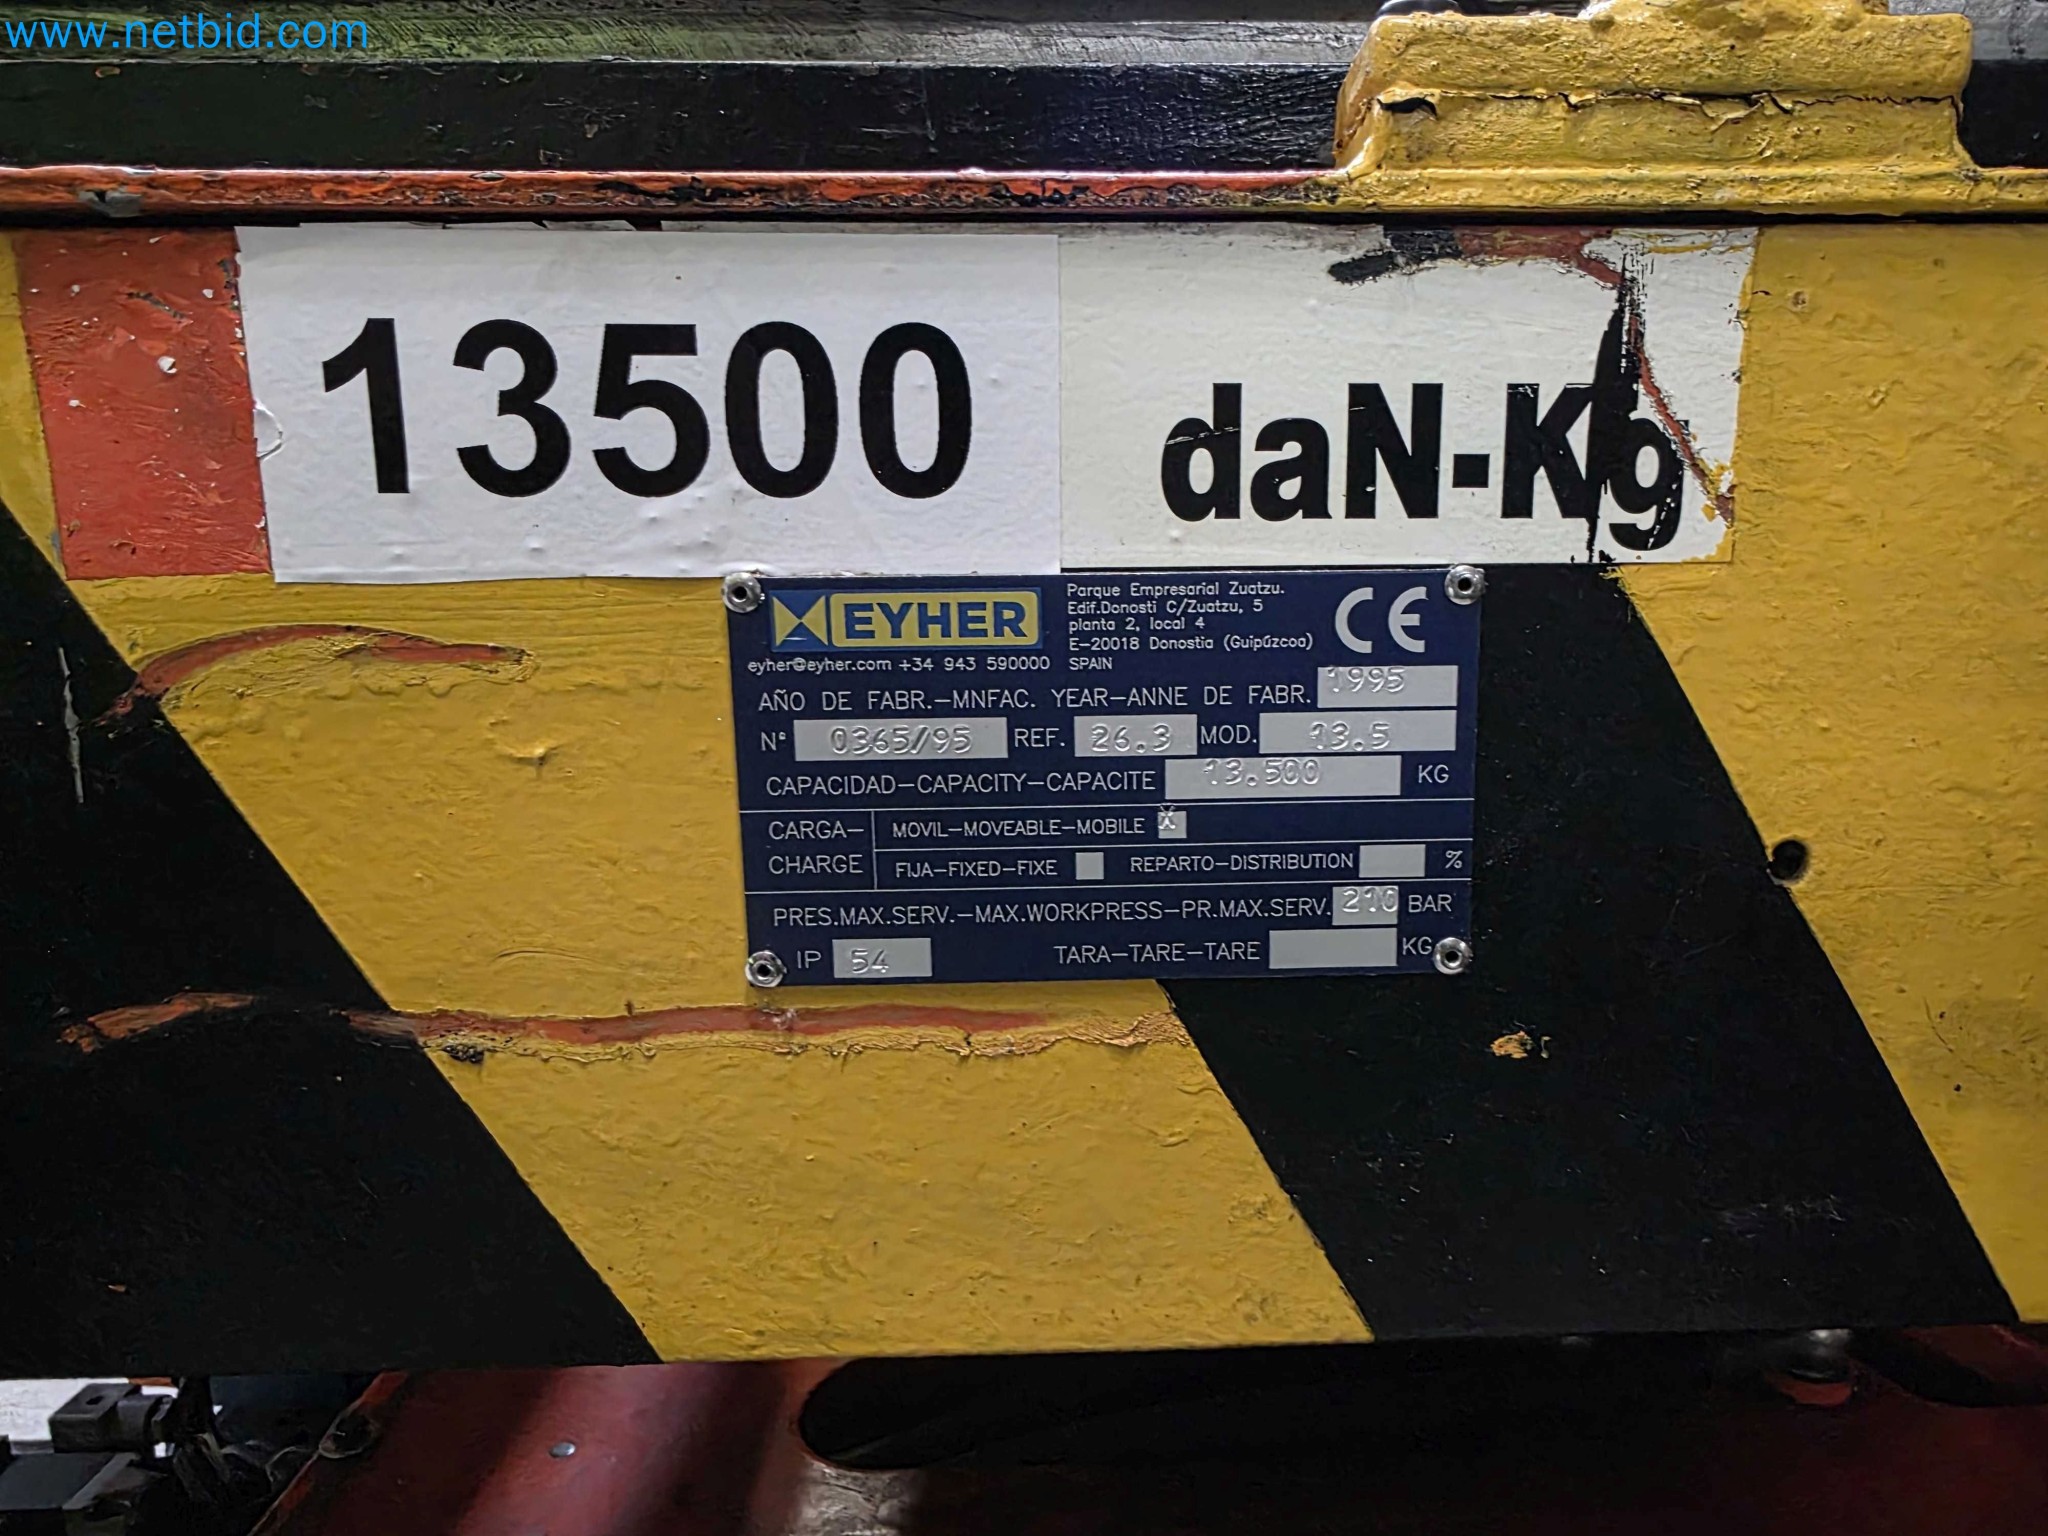 www.netbid.com
13500
daN-Kg
EYHER
Parque Empresarial Zuatzu.
Edif.Donosti C/Zuatzu, 5
planta 2, local 4
E-20018 Donostia (Guipúzcoa)
SPAIN
CE
eyher@eyher.com +34 943 590000
AÑO DE FABR.-MNFAC. YEAR-ANNE DE FABR. 1995
Nº 0365/95 REF. 26.3 MOD. 13.5
CAPACIDAD-CAPACITY-CAPACITE 13.500 KG
CARGA-
CHARGE
MOVIL-MOVEABLE-MOBILE X
FIJA-FIXED-FIXE REPARTO-DISTRIBUTION %
PRES.MAX.SERV.-MAX.WORKPRESS-PR.MAX.SERV. 210 BAR
IP 54 TARA-TARE-TARE KG